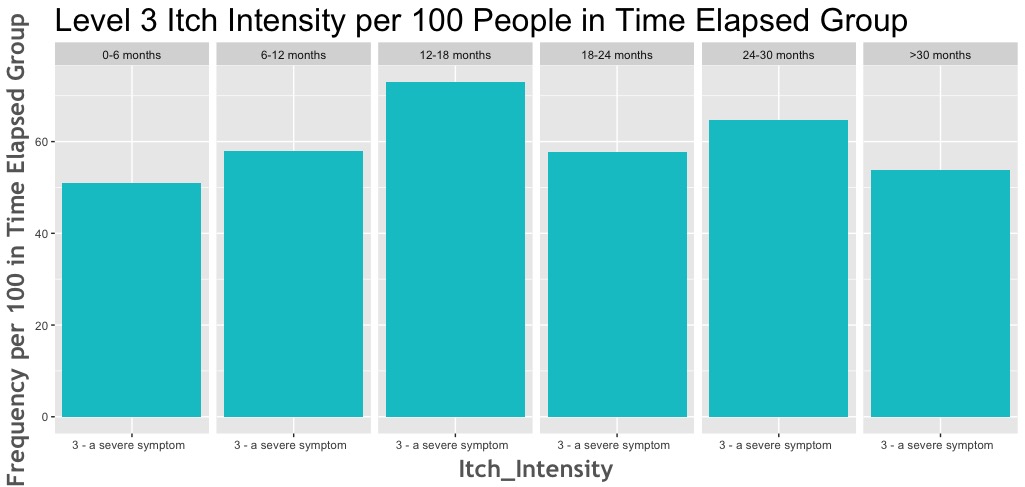 Level 3 Itch Intensity per 100 People in Time Elapsed Group
Frequency per 100 in Time Elapsed Group
0-6 months 6-12 months 12-18 months 18-24 months 24-30 months >30 months
60
40
20
0
3 - a severe symptom 3 - a severe symptom 3 - a severe symptom 3 - a severe symptom 3 - a severe symptom 3 - a severe symptom
Itch_Intensity